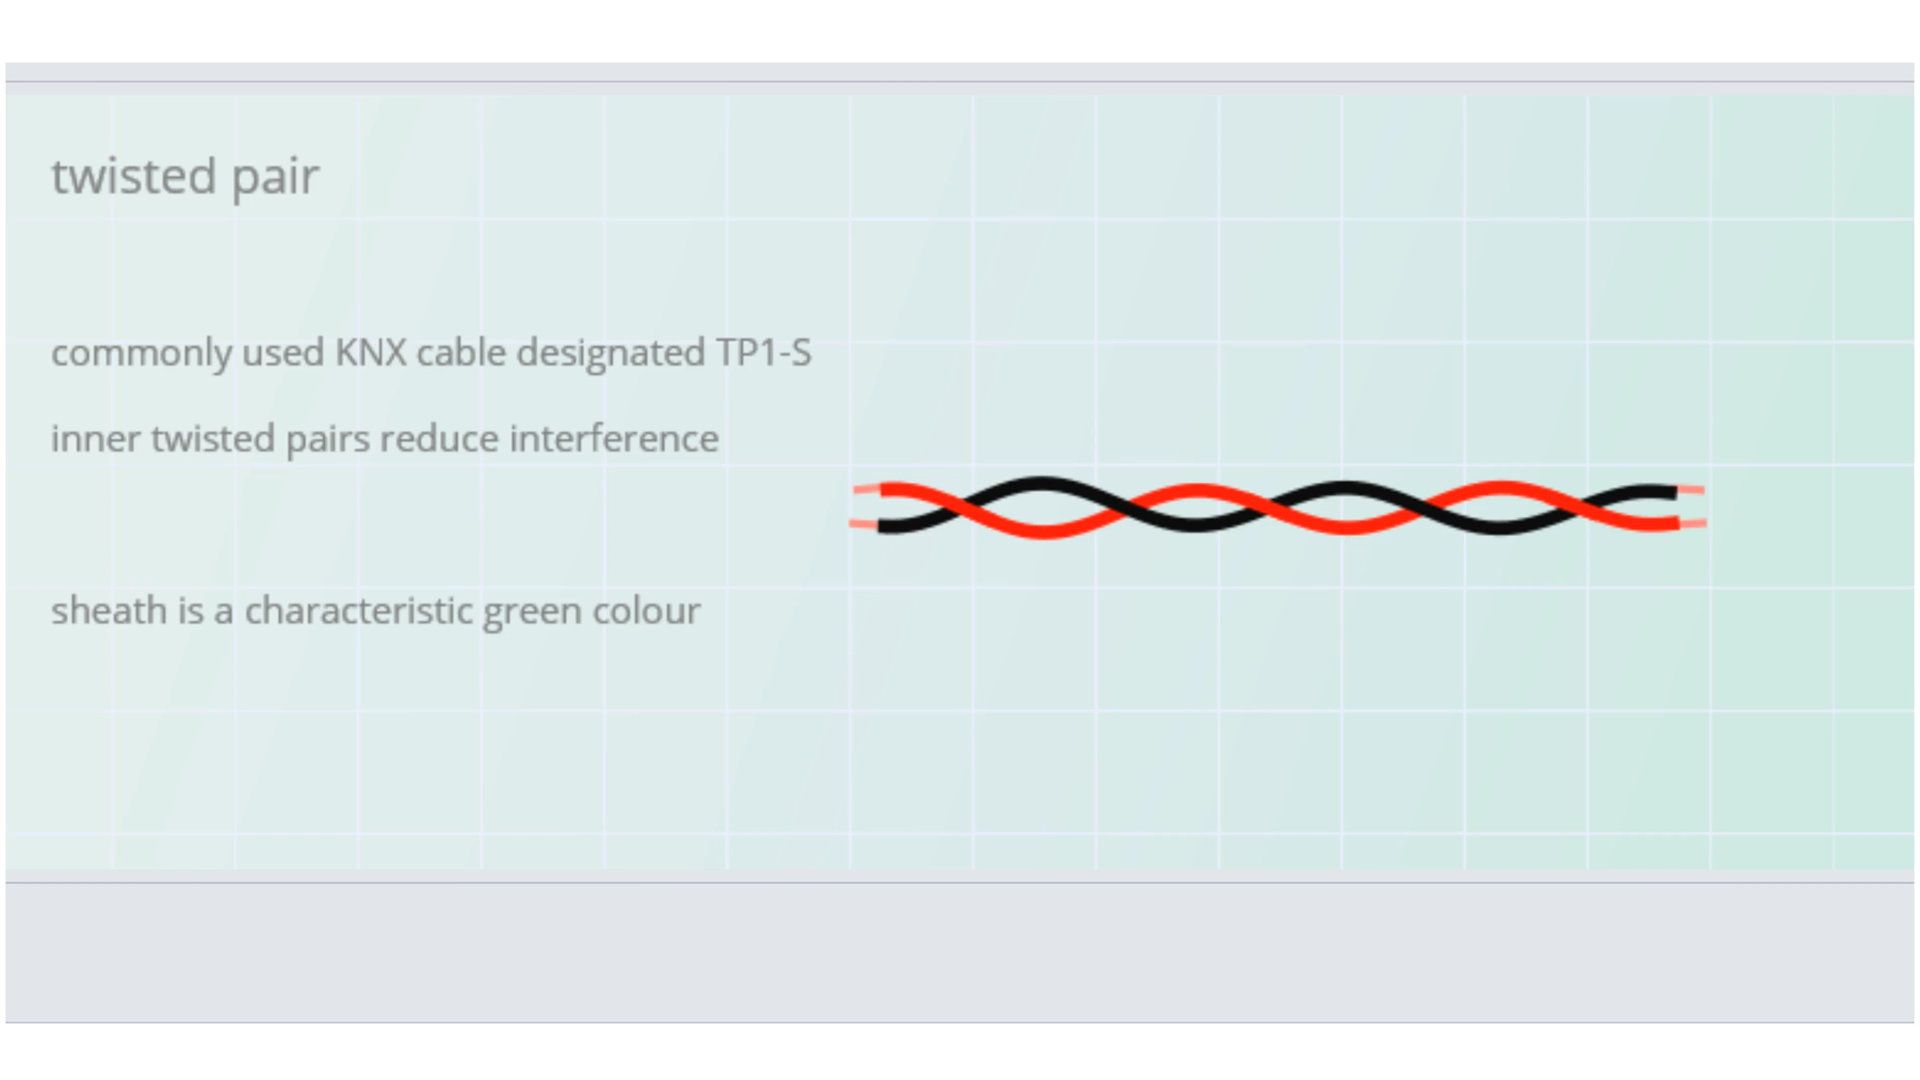 twisted pair
commonly used KNX cable designated TP1-S
inner twisted pairs reduce interference
sheath is a characteristic green colour